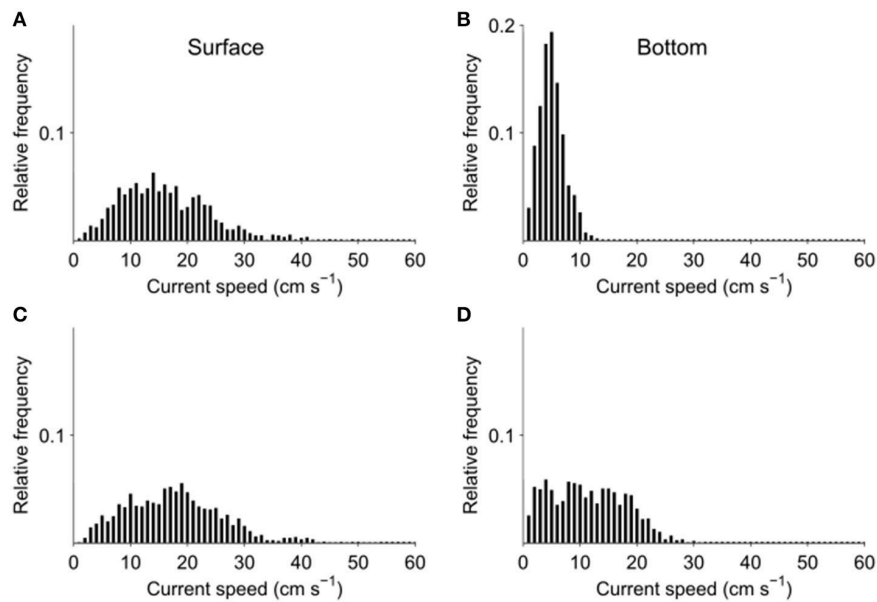 A
Surface
Relative frequency
0.1
0 10 20 30 40 50 60
Current speed (cm s⁻¹)
B
Bottom
Relative frequency
0.2
0.1
0 10 20 30 40 50 60
Current speed (cm s⁻¹)
C
Relative frequency
0.1
0 10 20 30 40 50 60
Current speed (cm s⁻¹)
D
Relative frequency
0.1
0 10 20 30 40 50 60
Current speed (cm s⁻¹)